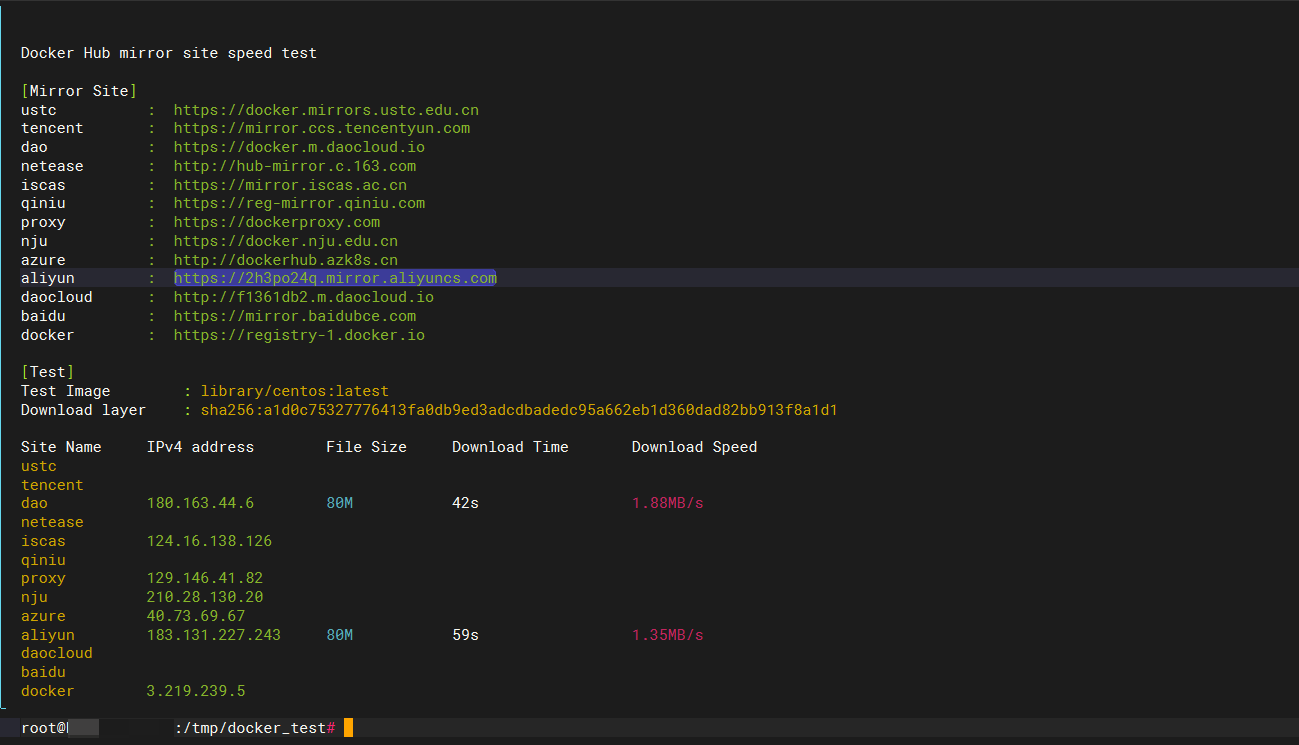 Docker Hub mirror site speed test
[Mirror Site]
ustc : https://docker.mirrors.ustc.edu.cn
tencent : https://mirror.ccs.tencentyun.com
dao : https://docker.m.daocloud.io
netease : http://hub-mirror.c.163.com
iscas : https://mirror.iscas.ac.cn
qiniu : https://reg-mirror.qiniu.com
proxy : https://dockerproxy.com
nju : https://docker.nju.edu.cn
azure : http://dockerhub.azk8s.cn
aliyun : https://2h3po24q.mirror.aliyuncs.com
daocloud : http://f1361db2.m.daocloud.io
baidu : https://mirror.baidubce.com
docker : https://registry-1.docker.io
[Test]
Test Image : library/centos:latest
Download layer : sha256:a1d0c75327776413fa0db9ed3adcdbadedc95a662eb1d360dad82bb913f8a1d1
Site Name IPv4 address File Size Download Time Download Speed
ustc
tencent
dao 180.163.44.6 80M 42s 1.88MB/s
netease
iscas 124.16.138.126
qiniu
proxy 129.146.41.82
nju 210.28.130.20
azure 40.73.69.67
aliyun 183.131.227.243 80M 59s 1.35MB/s
daocloud
baidu
docker 3.219.239.5
root@ :/tmp/docker_test#